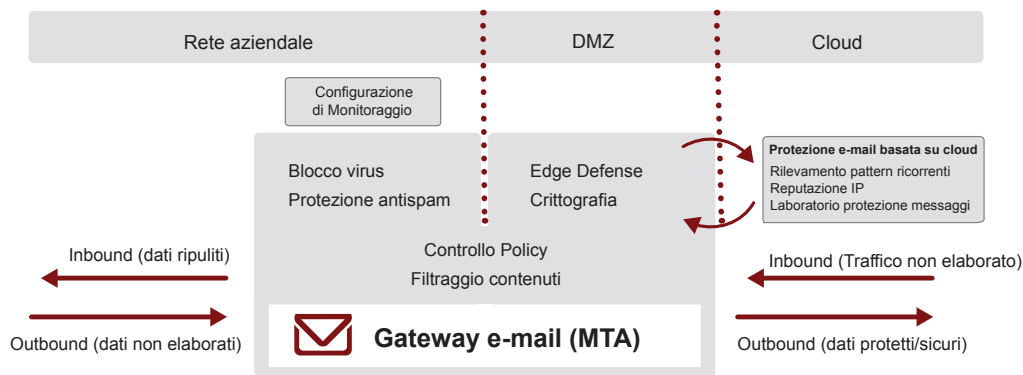 Rete aziendale
DMZ
Cloud
Configurazione
di Monitoraggio
Blocco virus
Protezione antispam
Edge Defense
Crittografia
Protezione e-mail basata su cloud
Rilevamento pattern ricorrenti
Reputazione IP
Laboratorio protezione messaggi
Controllo Policy
Filtraggio contenuti
Inbound (dati ripuliti)
Outbound (dati non elaborati)
Inbound (Traffico non elaborato)
Outbound (dati protetti/sicuri)
Gateway e-mail (MTA)